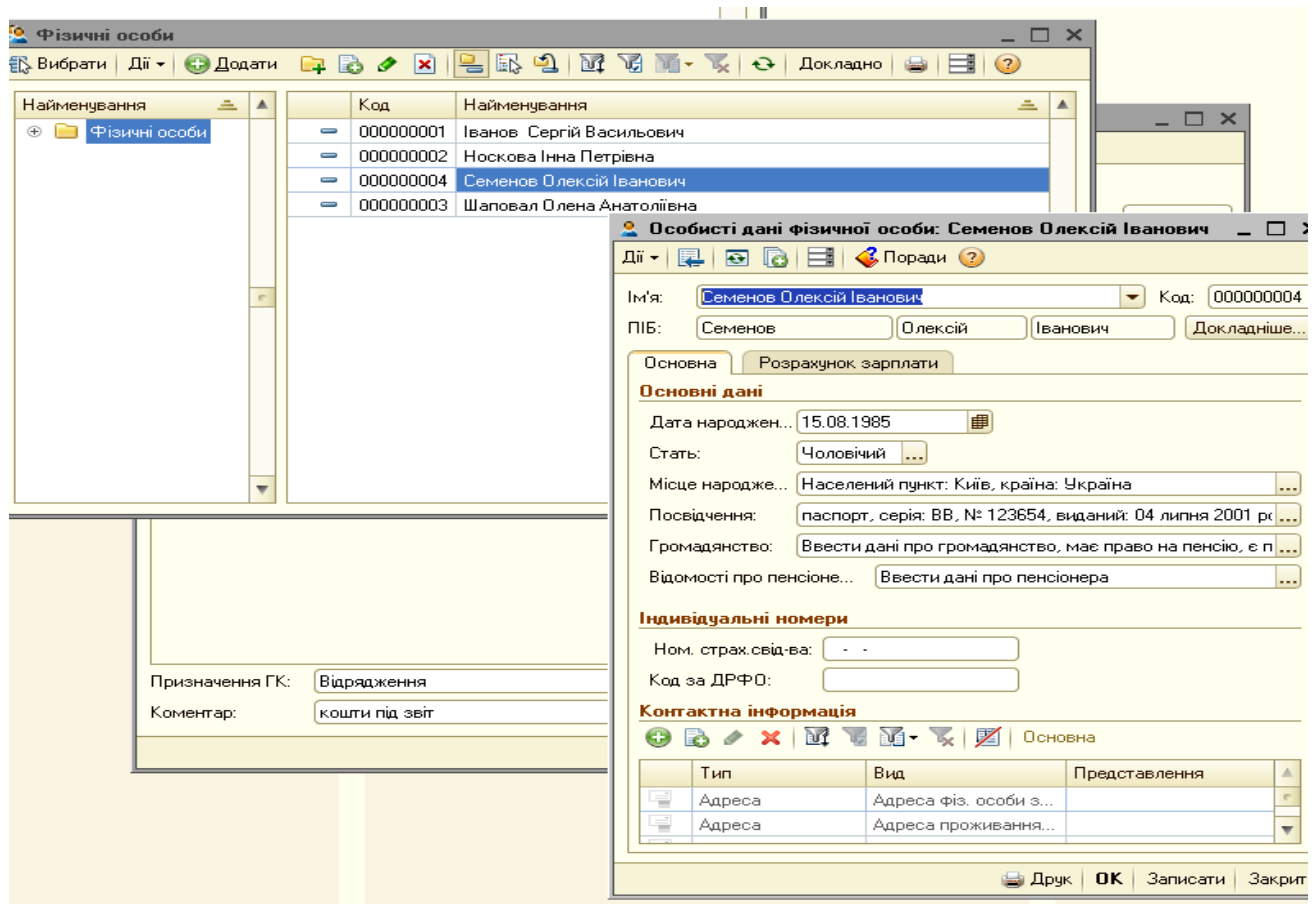 Фізичні особи
Вибрати Дії Додати Докладно
Найменування Код Найменування
Фізичні особи 000000001 Іванов Сергій Васильович
000000002 Носкова Інна Петрівна
000000004 Семенов Олексій Іванович
000000003 Шаповал Олена Анатоліївна
Особисті дані фізичної особи: Семенов Олексій Іванович
Дії Поради
Ім'я: Семенов Олексій Іванович Код: 000000004
ПІБ: Семенов Олексій Іванович Докладніше...
Основна Розрахунок зарплати
Основні дані
Дата народжен... 15.08.1985
Стать: Чоловічий ...
Місце народже... Населений пункт: Київ, країна: Україна ...
Посвідчення: паспорт, серія: ВВ, № 123654, виданий: 04 липня 2001 ...
Громадянство: Ввести дані про громадянство, має право на пенсію, є п ...
Відомості про пенсіоне... Ввести дані про пенсіонера ...
Індивідуальні номери
Ном. страх.свід-ва: - -
Код за ДРФО:
Призначення ГК: Відрядження
Коментар: кошти під звіт
Контактна інформація
Основна
Тип Вид Представлення
Адреса Адреса фіз. особи з...
Адреса Адреса проживання...
Друк OK Записати Закрит